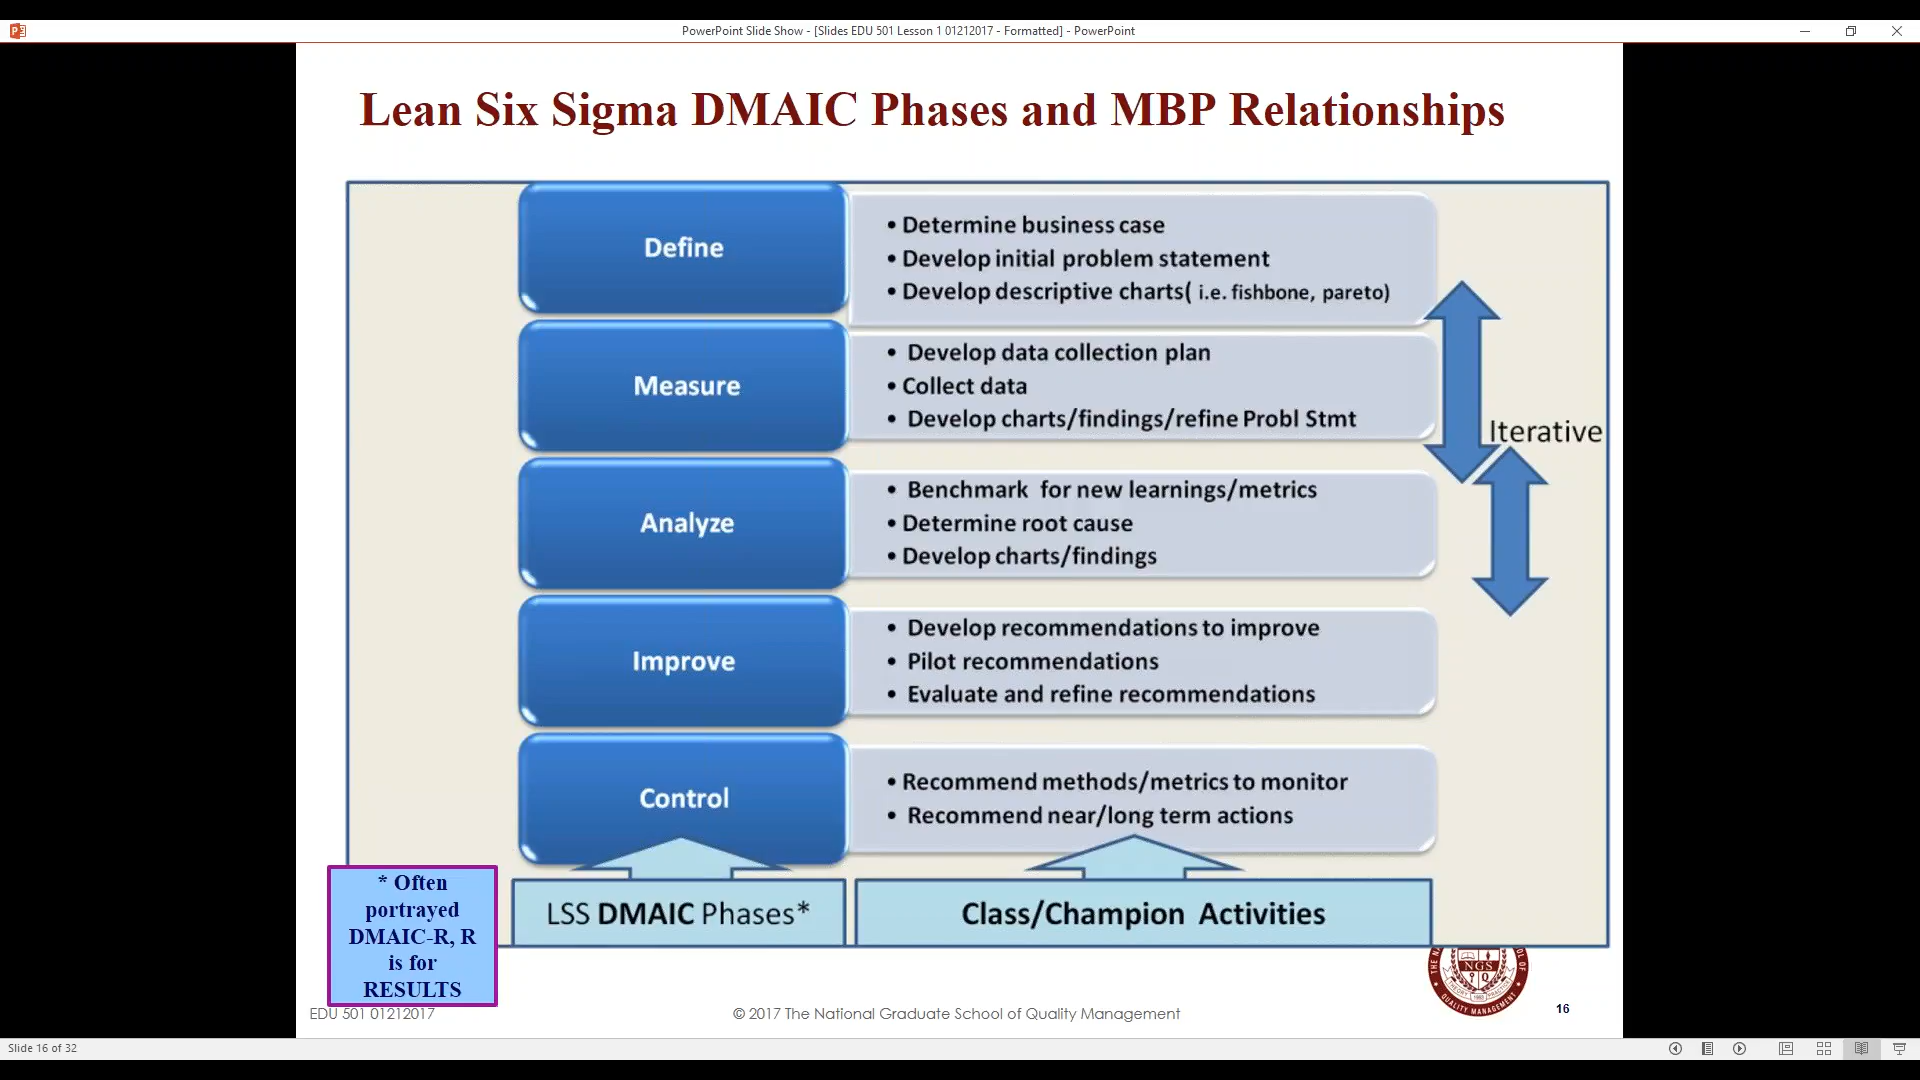 PowerPoint Slide Show - [Slides EDU 501 Lesson 1 01212017 - Formatted] - PowerPoint
Lean Six Sigma DMAIC Phases and MBP Relationships
Define
• Determine business case
• Develop initial problem statement
• Develop descriptive charts( i.e. fishbone, pareto)
Measure
• Develop data collection plan
• Collect data
• Develop charts/findings/refine Probl Stmt
Iterative
Analyze
• Benchmark for new learnings/metrics
• Determine root cause
• Develop charts/findings
Improve
• Develop recommendations to improve
• Pilot recommendations
• Evaluate and refine recommendations
Control
• Recommend methods/metrics to monitor
• Recommend near/long term actions
* Often
portrayed
DMAIC-R, R
is for
RESULTS
LSS DMAIC Phases*
Class/Champion Activities
NGS
QUALITY MANAGEMENT
EDU 501 01212017
© 2017 The National Graduate School of Quality Management
16
Slide 16 of 32